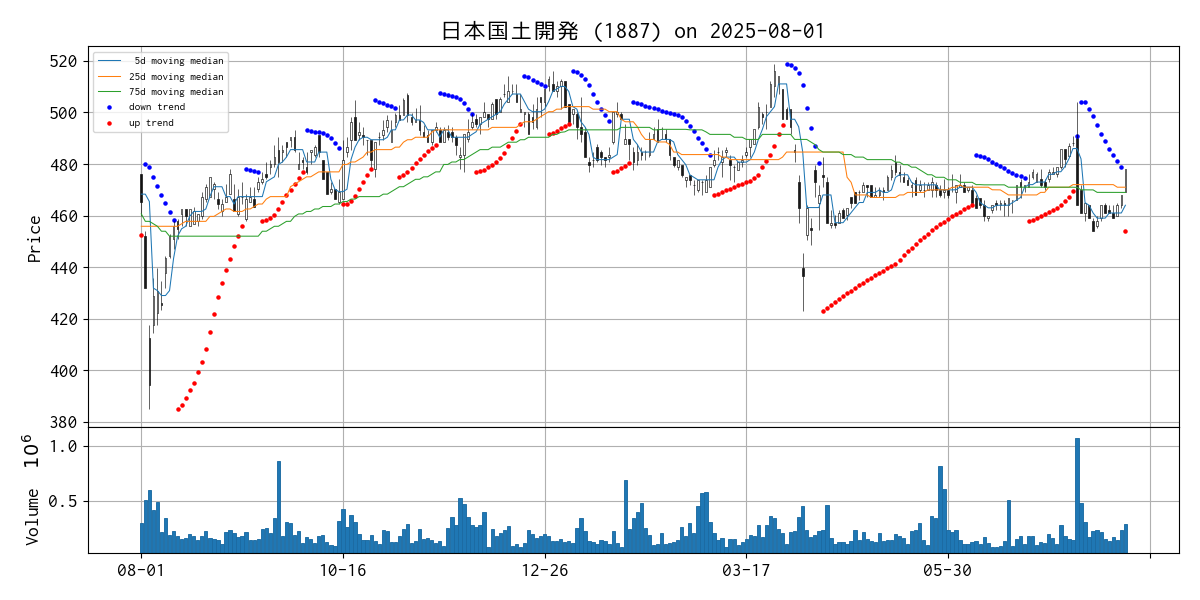 日本国土開発 (1887) on 2025-08-01
520
500
480
460
440
420
400
380
Price
5d moving median
25d moving median
75d moving median
down trend
up trend
1.0
0.5
Volume 10^6
08-01
10-16
12-26
03-17
05-30